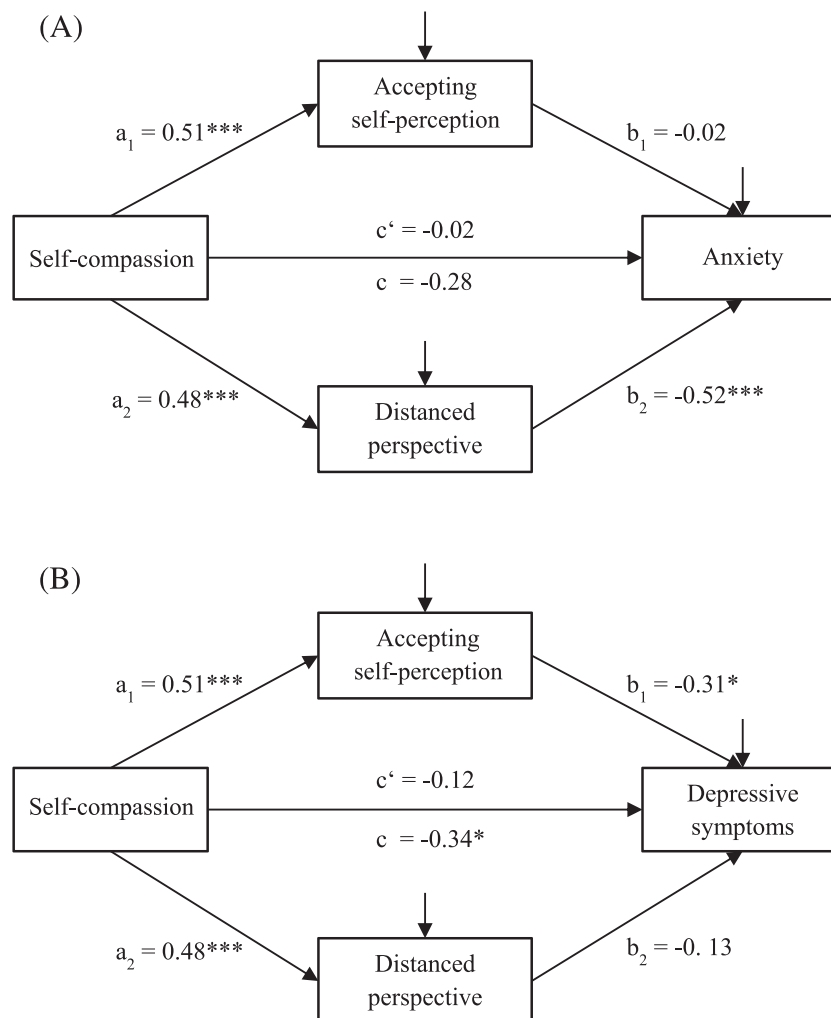 (A)
Accepting
self-perception
a1 = 0.51***
b1 = -0.02
Self-compassion
c‘ = -0.02
c = -0.28
Anxiety
a2 = 0.48***
Distanced
perspective
b2 = -0.52***
(B)
Accepting
self-perception
a1 = 0.51***
b1 = -0.31*
Self-compassion
c‘ = -0.12
c = -0.34*
Depressive
symptoms
a2 = 0.48***
Distanced
perspective
b2 = -0. 13